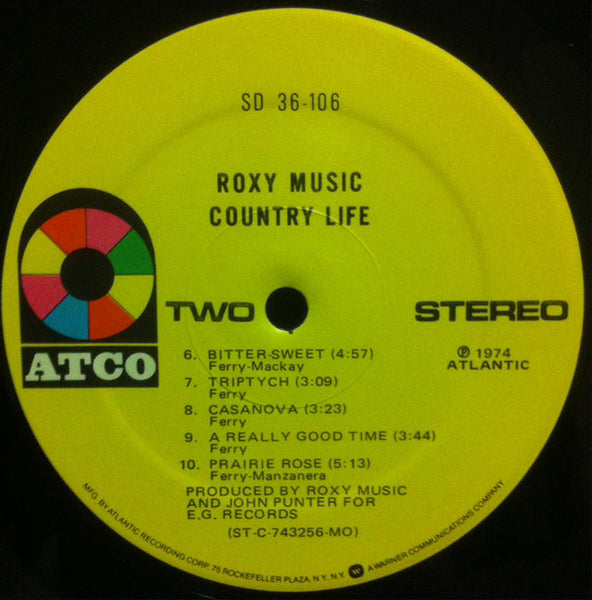 SD 36-106
ROXY MUSIC
COUNTRY LIFE
ATCO
TWO
STEREO
6. BITTER-SWEET (4:57)
Ferry-Mackay
7. TRIPTYCH (3:09)
Ferry
8. CASANOVA (3:23)
Ferry
9. A REALLY GOOD TIME (3:44)
Ferry
10. PRAIRIE ROSE (5:13)
Ferry-Manzanera
℗ 1974
ATLANTIC
PRODUCED BY ROXY MUSIC
AND JOHN PUNTER FOR
E.G. RECORDS
(ST-C-743256-MO)
MFG. BY ATLANTIC RECORDING CORP. 75 ROCKEFELLER PLAZA, N.Y., N.Y. W A WARNER COMMUNICATIONS COMPANY